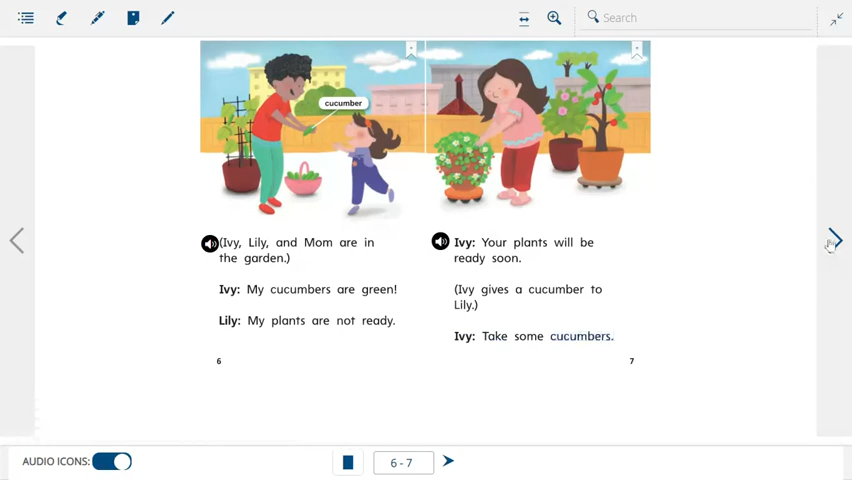 Search
cucumber
(Ivy, Lily, and Mom are in
the garden.)
Ivy: My cucumbers are green!
Lily: My plants are not ready.
6
Ivy: Your plants will be
ready soon.
(Ivy gives a cucumber to
Lily.)
Ivy: Take some cucumbers.
7
AUDIO ICONS:
6 - 7